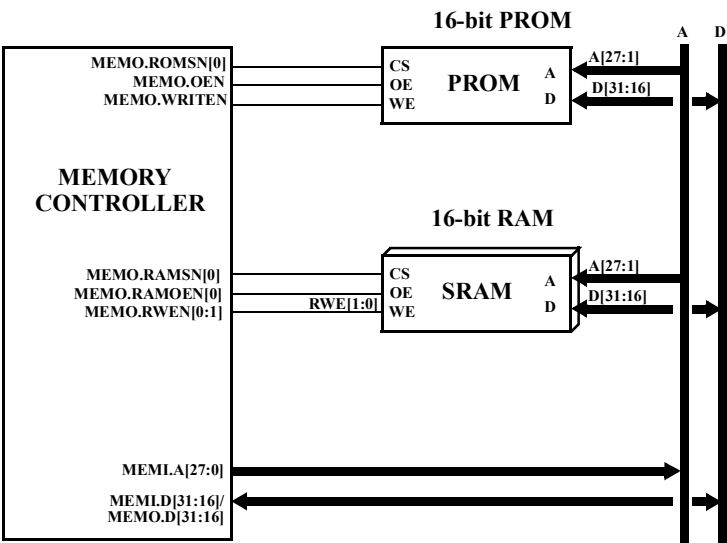 16-bit PROM
A D
MEMO.ROMSN[0]
MEMO.OEN
MEMO.WRITEN
CS
OE
WE
PROM
A
D
A[27:1]
D[31:16]
MEMORY
CONTROLLER
16-bit RAM
MEMO.RAMSN[0]
MEMO.RAMOEN[0]
MEMO.RWEN[0:1]
RWE[1:0]
CS
OE
WE
SRAM
A
D
A[27:1]
D[31:16]
MEMI.A[27:0]
MEMI.D[31:16]/
MEMO.D[31:16]